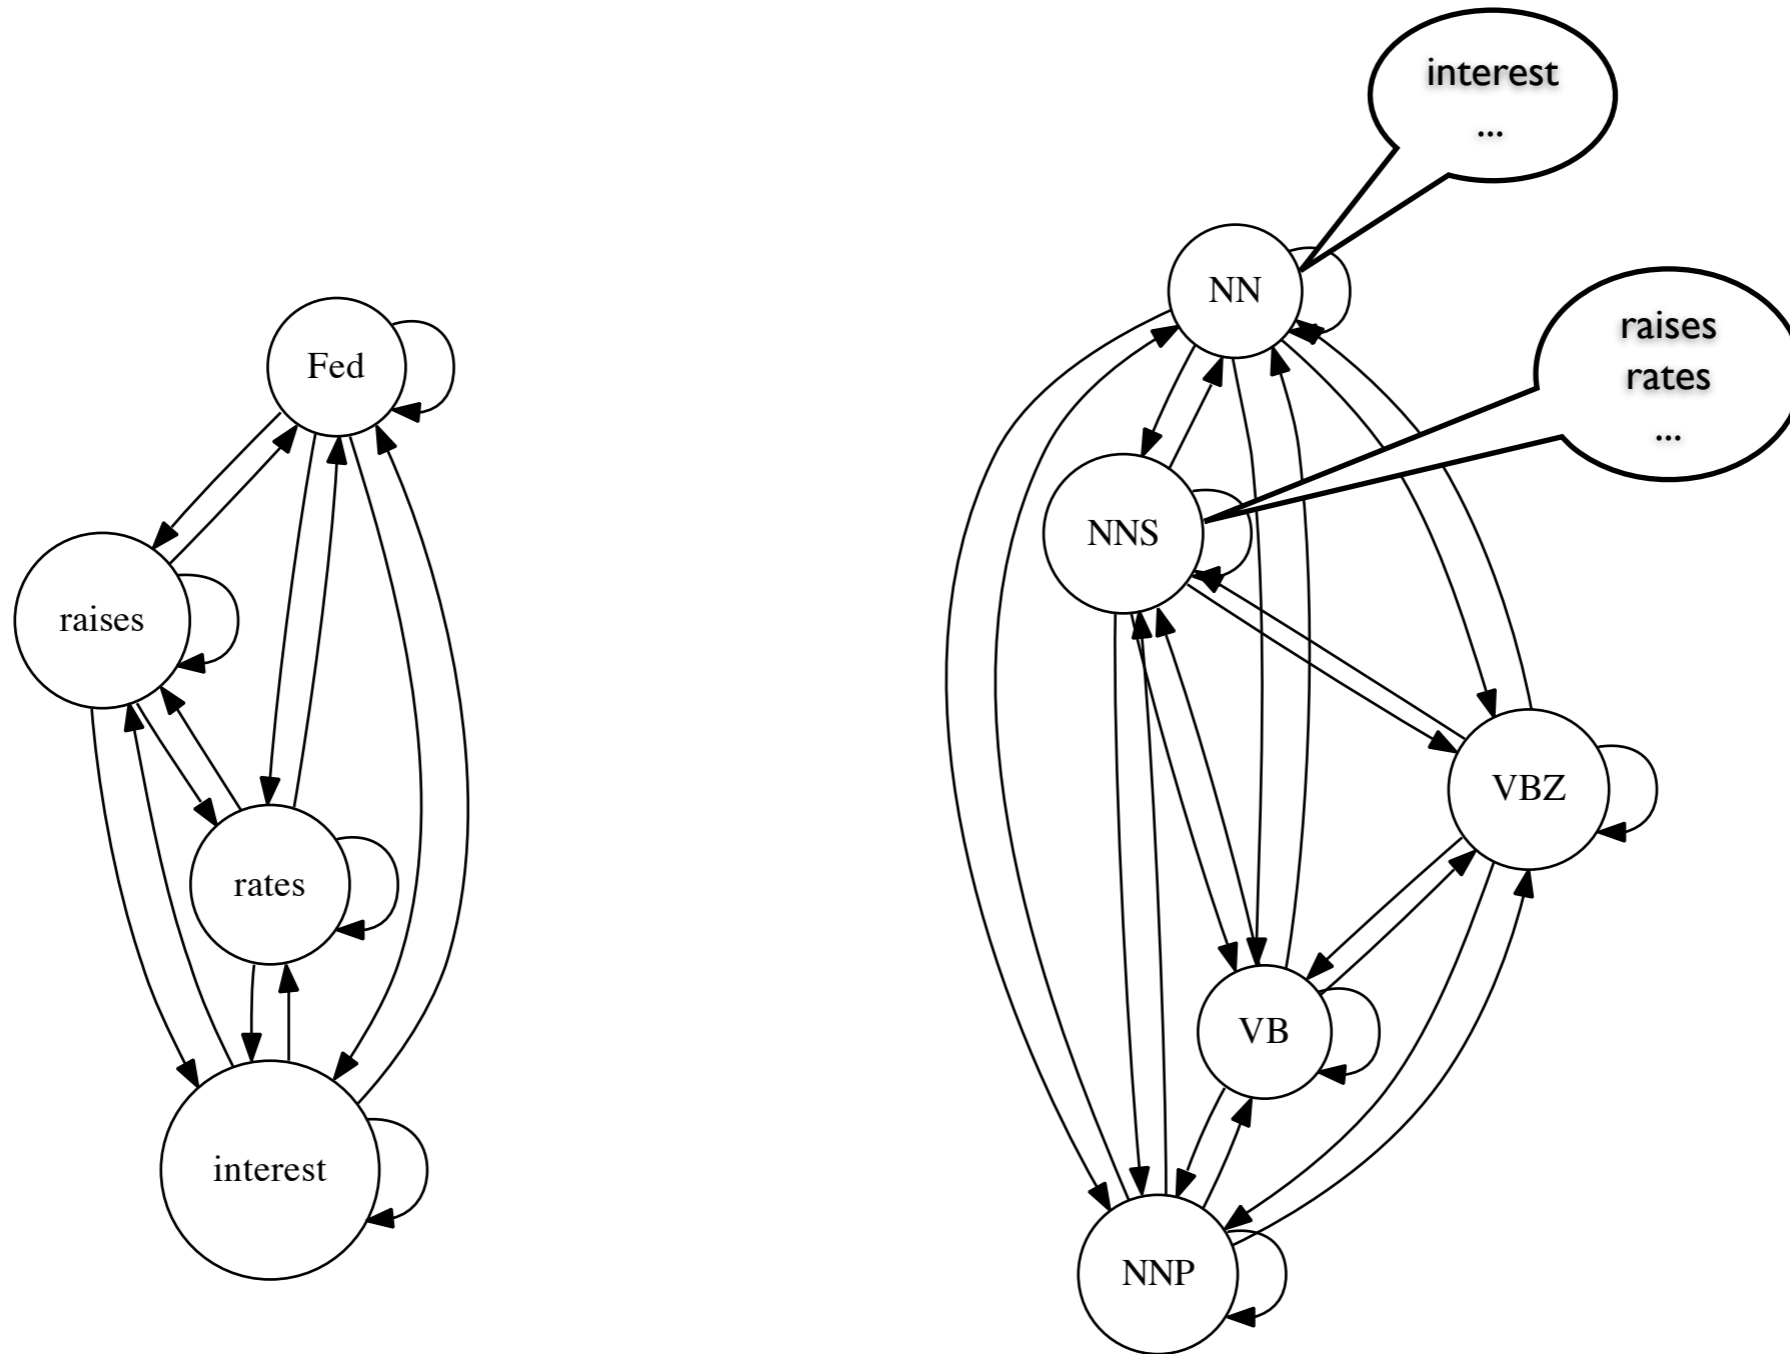 Fed
raises
rates
interest
interest
...
NN
raises
rates
...
NNS
VBZ
VB
NNP